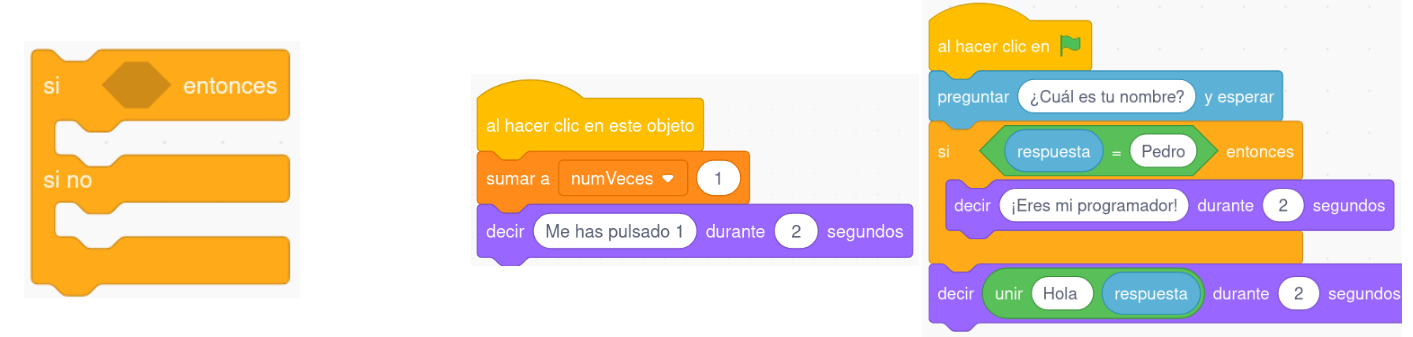 si entonces
si no
al hacer clic en este objeto
sumar a numVeces 1
decir Me has pulsado 1 durante 2 segundos
al hacer clic en
preguntar ¿Cuál es tu nombre? y esperar
si respuesta = Pedro entonces
decir ¡Eres mi programador! durante 2 segundos
decir unir Hola respuesta durante 2 segundos